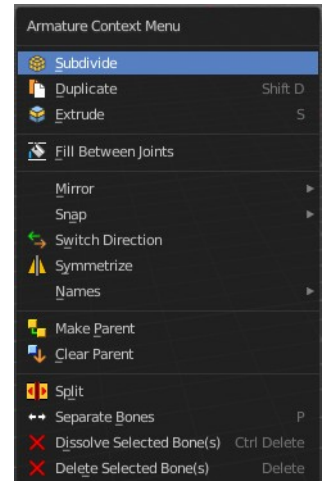 Armature Context Menu
Subdivide
Duplicate Shift D
Extrude S
Fill Between Joints
Mirror
Snap
Switch Direction
Symmetrize
Names
Make Parent
Clear Parent
Split
Separate Bones P
Dissolve Selected Bone(s) Ctrl Delete
Delete Selected Bone(s) Delete